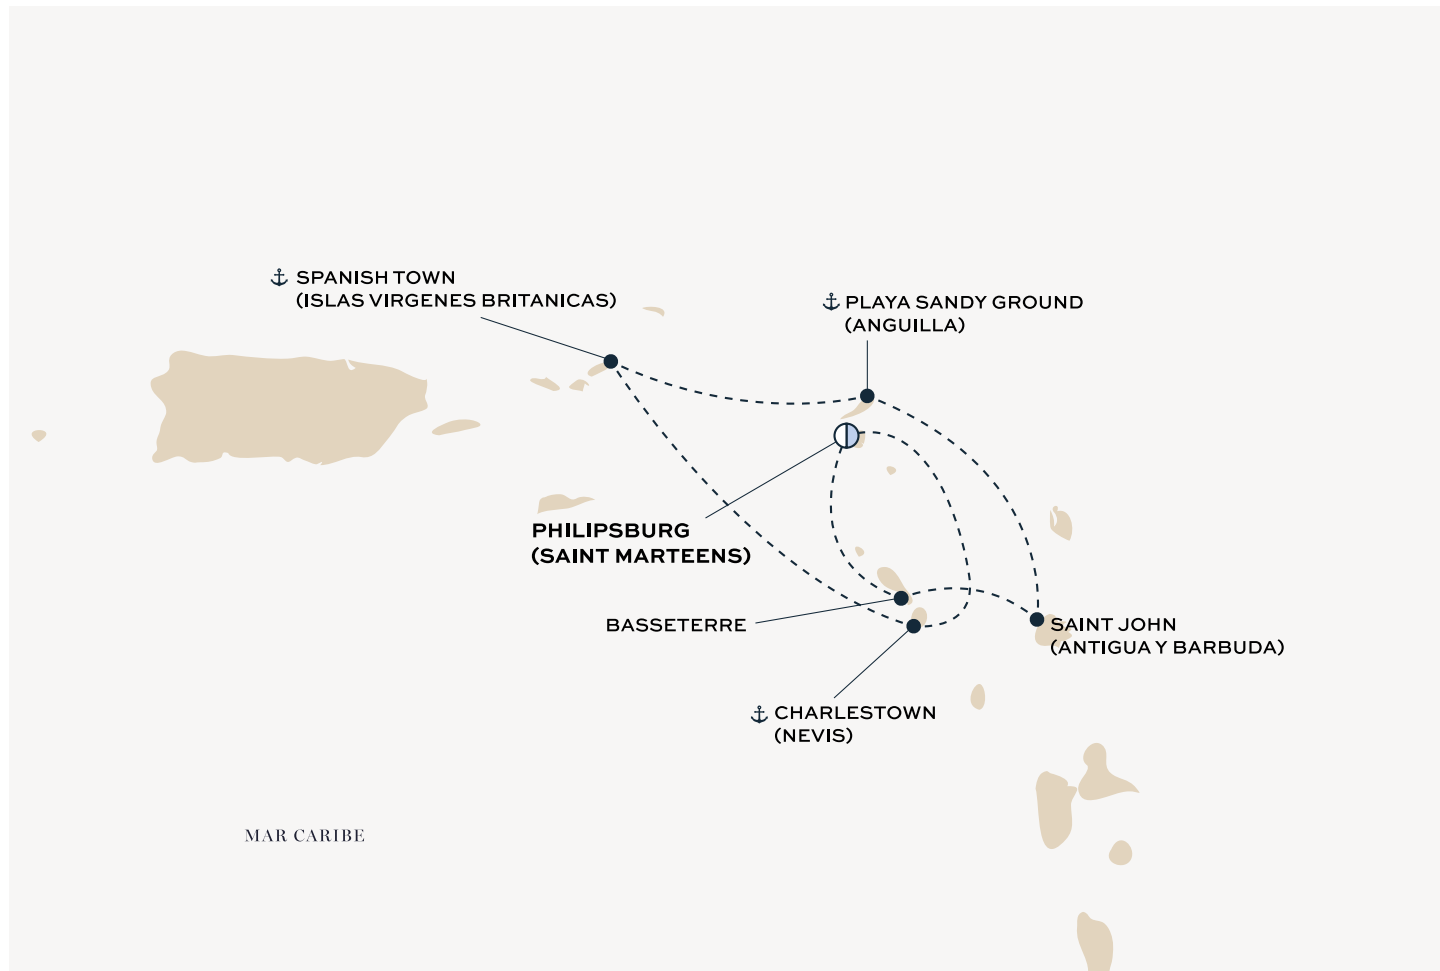 SPANISH TOWN
(ISLAS VIRGENES BRITANICAS)
PLAYA SANDY GROUND
(ANGUILLA)
PHILIPSBURG
(SAINT MARTEENS)
BASSETERRE
SAINT JOHN
(ANTIGUA Y BARBUDA)
CHARLESTOWN
(NEVIS)
MAR CARIBE